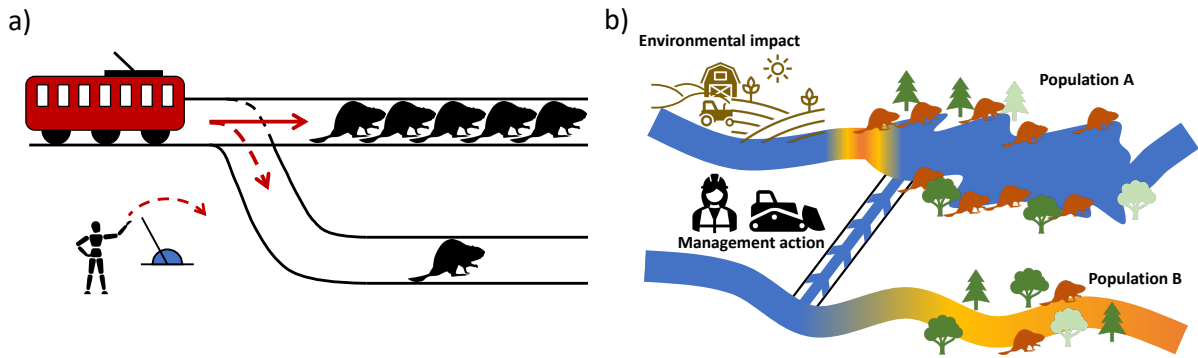 a)
b)
Environmental impact
Population A
Management action
Population B